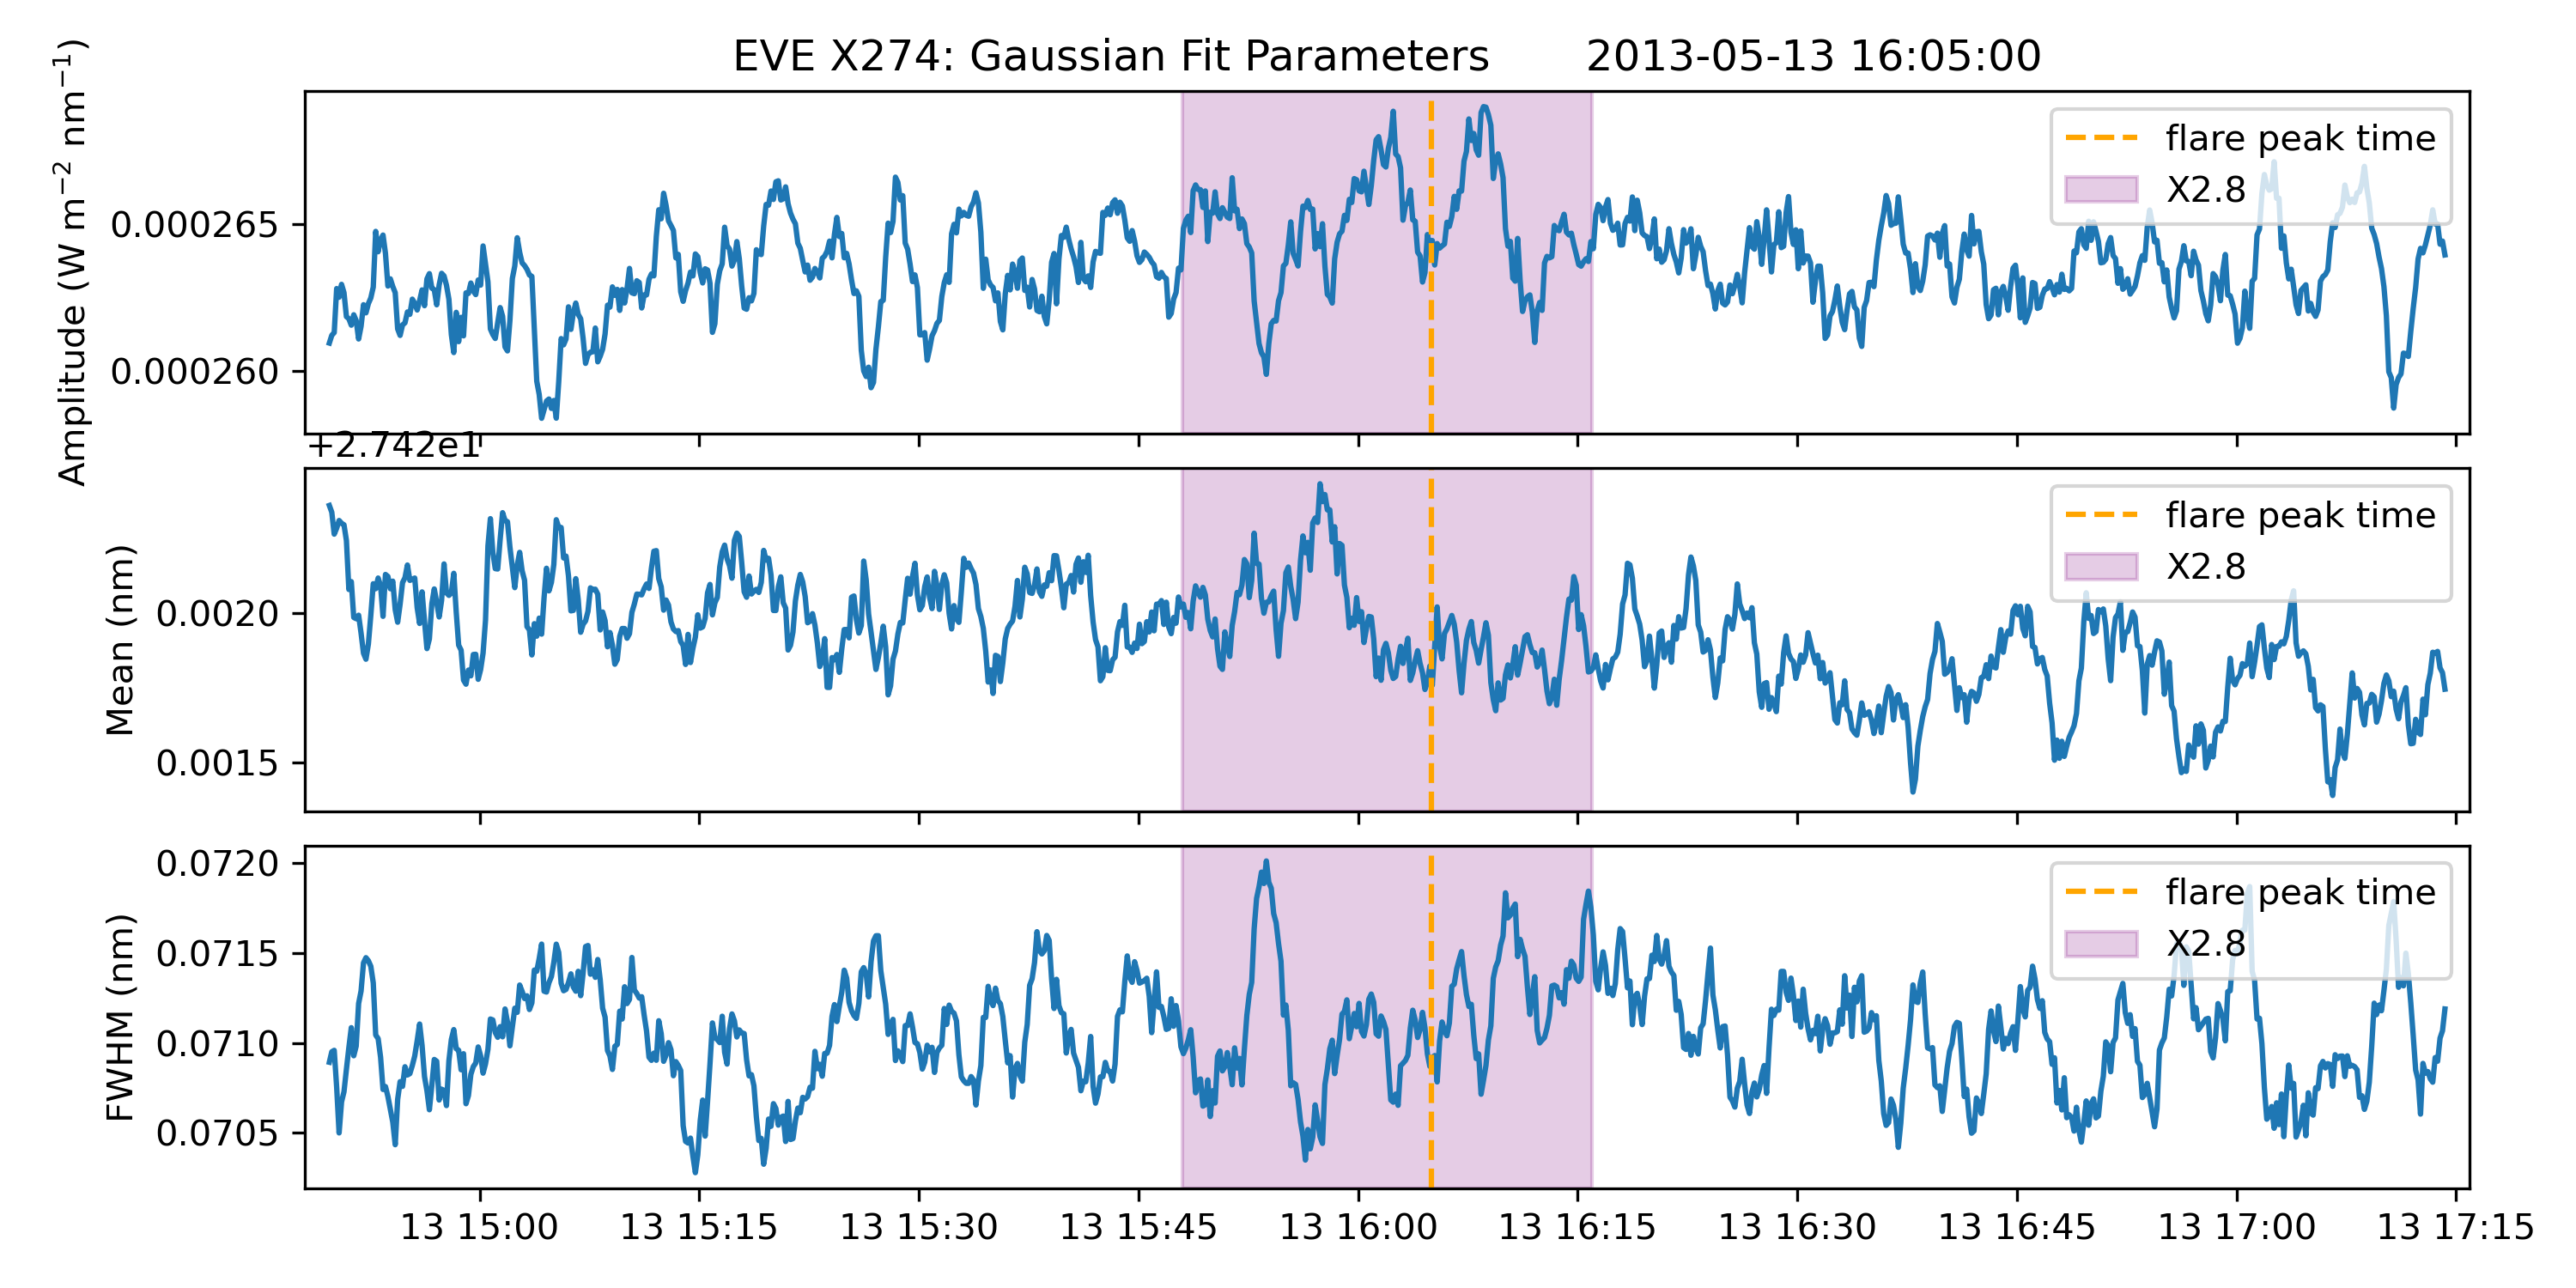 EVE X274: Gaussian Fit Parameters 2013-05-13 16:05:00
Amplitude (W m⁻² nm⁻¹)
0.000265
0.000260
flare peak time
X2.8
+2.742e1
Mean (nm)
0.0020
0.0015
flare peak time
X2.8
FWHM (nm)
0.0720
0.0715
0.0710
0.0705
flare peak time
X2.8
13 15:00 13 15:15 13 15:30 13 15:45 13 16:00 13 16:15 13 16:30 13 16:45 13 17:00 13 17:15